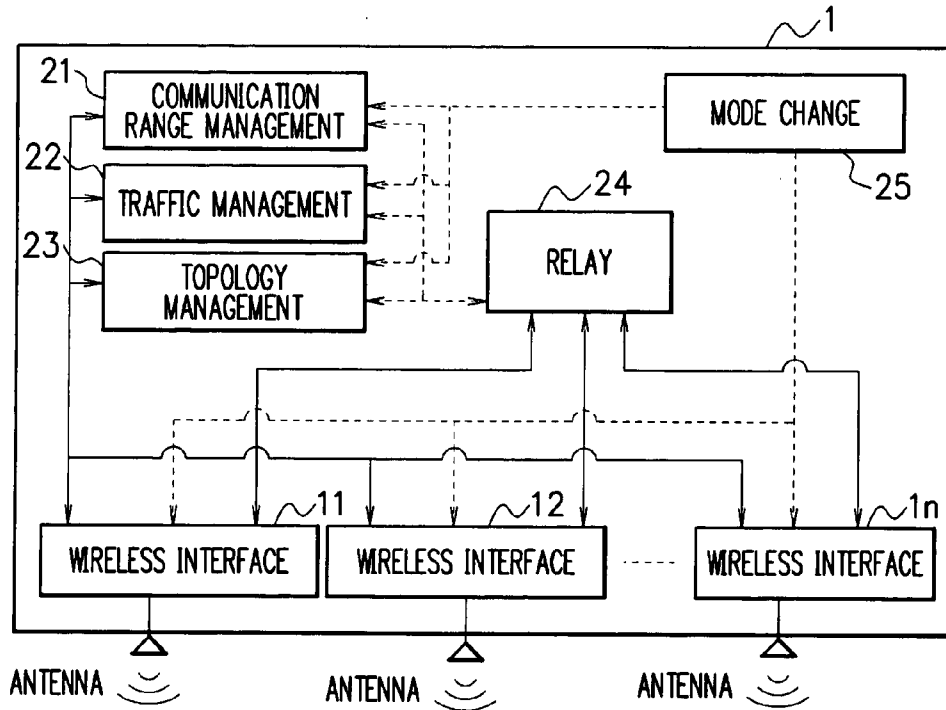 1
21
COMMUNICATION
RANGE MANAGEMENT
MODE CHANGE
25
22
TRAFFIC MANAGEMENT
24
RELAY
23
TOPOLOGY
MANAGEMENT
11
WIRELESS INTERFACE
12
WIRELESS INTERFACE
1n
WIRELESS INTERFACE
ANTENNA
ANTENNA
ANTENNA